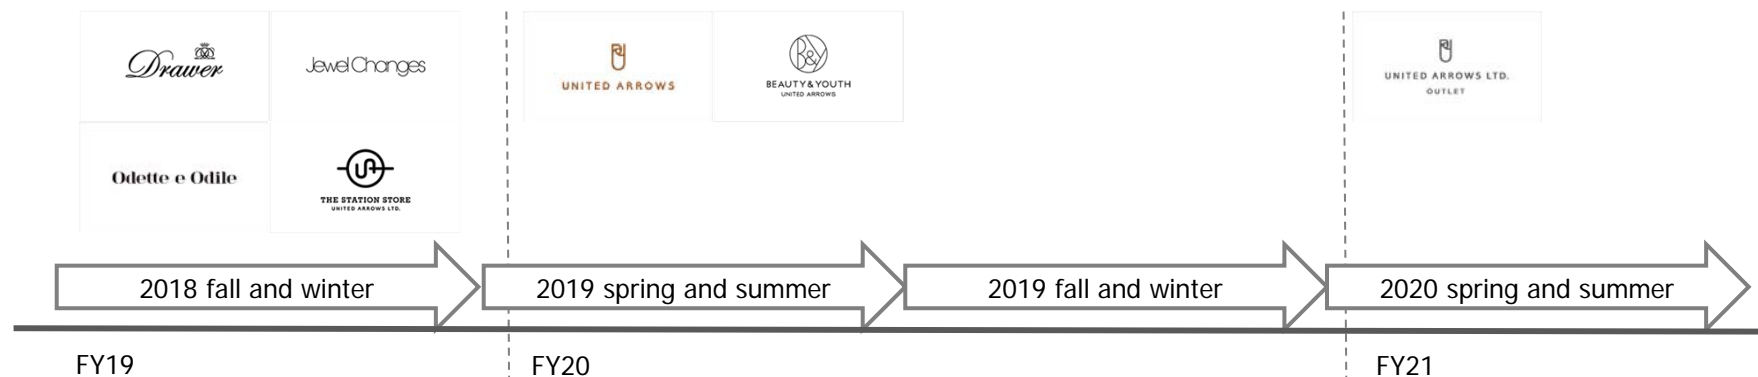 Drawer
Jewel Changes
Odette e Odile
UA
THE STATION STORE
UNITED ARROWS LTD.
UNITED ARROWS
B&Y
BEAUTY&YOUTH
UNITED ARROWS
UNITED ARROWS LTD.
OUTLET
2018 fall and winter
2019 spring and summer
2019 fall and winter
2020 spring and summer
FY19
FY20
FY21